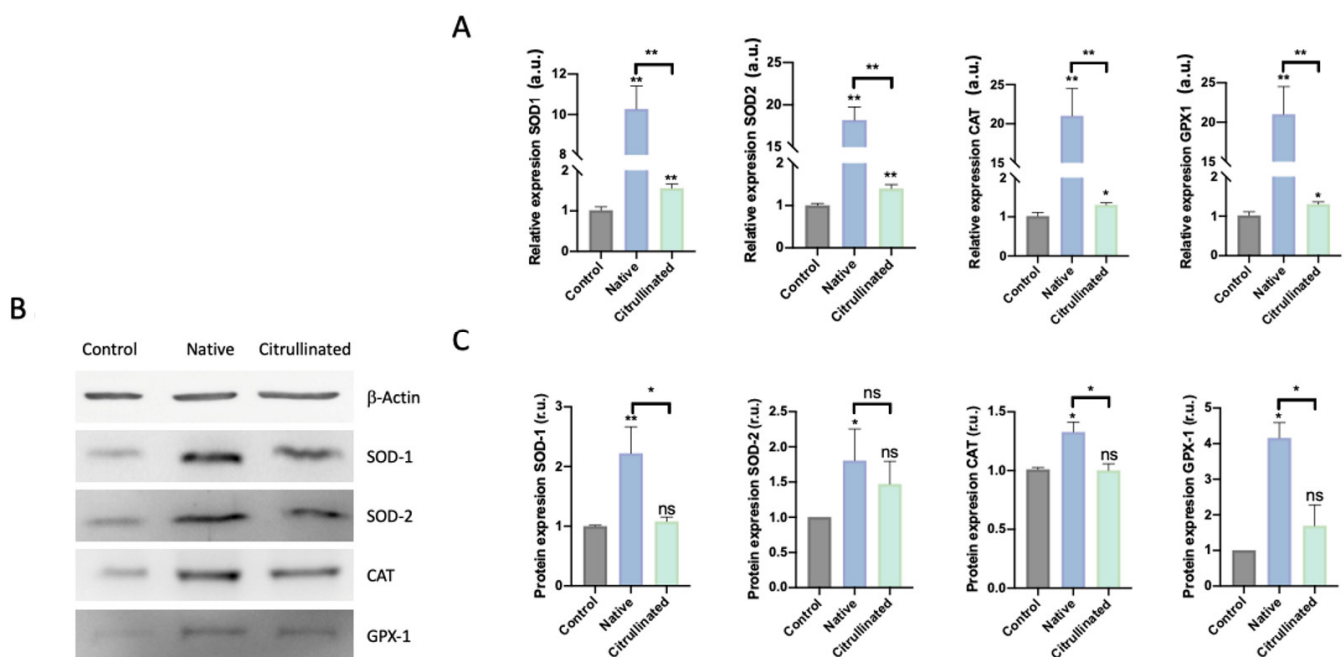 A
Relative expression SOD1 (a.u.)
12
10
8
2
1
0
**
**
**
Control
Native
Citrullinated
Relative expression SOD2 (a.u.)
25
20
15
2
1
0
**
**
**
Control
Native
Citrullinated
Relative expression CAT (a.u.)
25
20
15
2
1
0
**
**
*
Control
Native
Citrullinated
Relative expression GPX1 (a.u.)
25
20
15
2
1
0
**
**
*
Control
Native
Citrullinated
B
Control Native Citrullinated
β-Actin
SOD-1
SOD-2
CAT
GPX-1
C
Protein expression SOD-1 (r.u.)
3
2
1
0
*
**
ns
Control
Native
Citrullinated
Protein expression SOD-2 (r.u.)
2.5
2.0
1.5
1.0
0.5
0.0
ns
*
ns
Control
Native
Citrullinated
Protein expression CAT (r.u.)
1.5
1.0
0.5
0.0
*
*
ns
Control
Native
Citrullinated
Protein expression GPX-1 (r.u.)
5
4
3
2
1
0
*
*
ns
Control
Native
Citrullinated